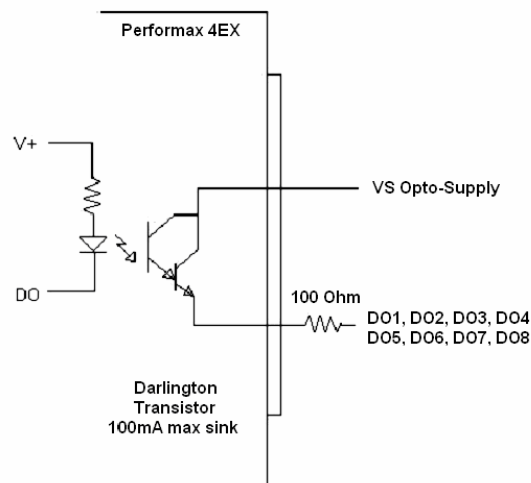 Performax 4EX
V+
VS Opto-Supply
DO
100 Ohm
DO1, DO2, DO3, DO4
DO5, DO6, DO7, DO8
Darlington
Transistor
100mA max sink